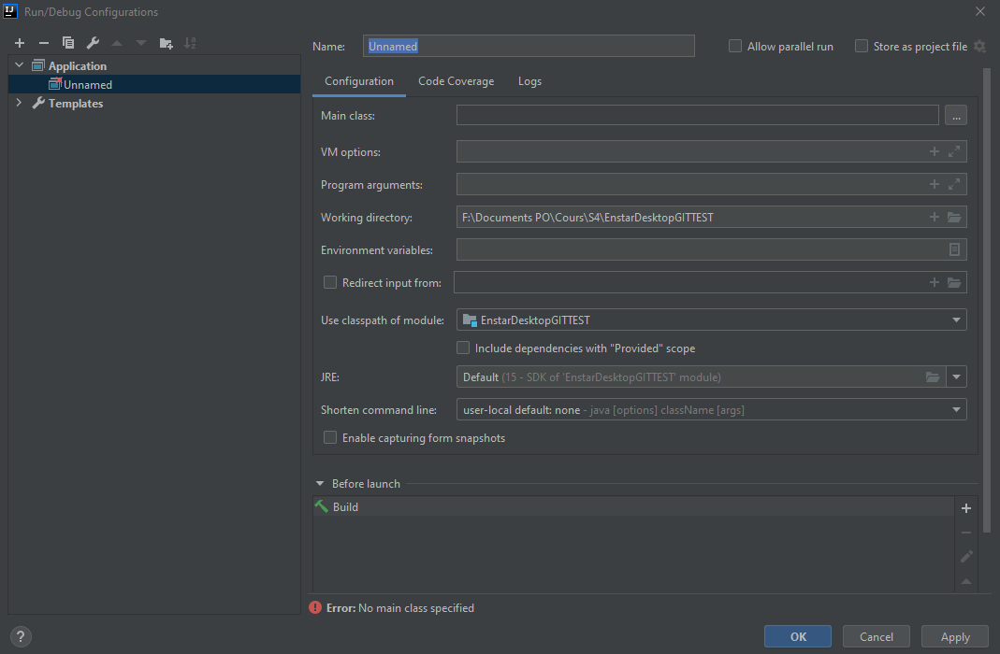 IJ Run/Debug Configurations
Application
Unnamed
Templates
Name: Unnamed Allow parallel run Store as project file
Configuration Code Coverage Logs
Main class: ...
VM options:
Program arguments:
Working directory: F:\Documents PO\Cours\S4\EnstarDesktopGITTEST
Environment variables:
Redirect input from:
Use classpath of module: EnstarDesktopGITTEST
Include dependencies with "Provided" scope
JRE: Default (15 - SDK of 'EnstarDesktopGITTEST' module)
Shorten command line: user-local default: none - java [options] className [args]
Enable capturing form snapshots
Before launch
Build
Error: No main class specified
? OK Cancel Apply